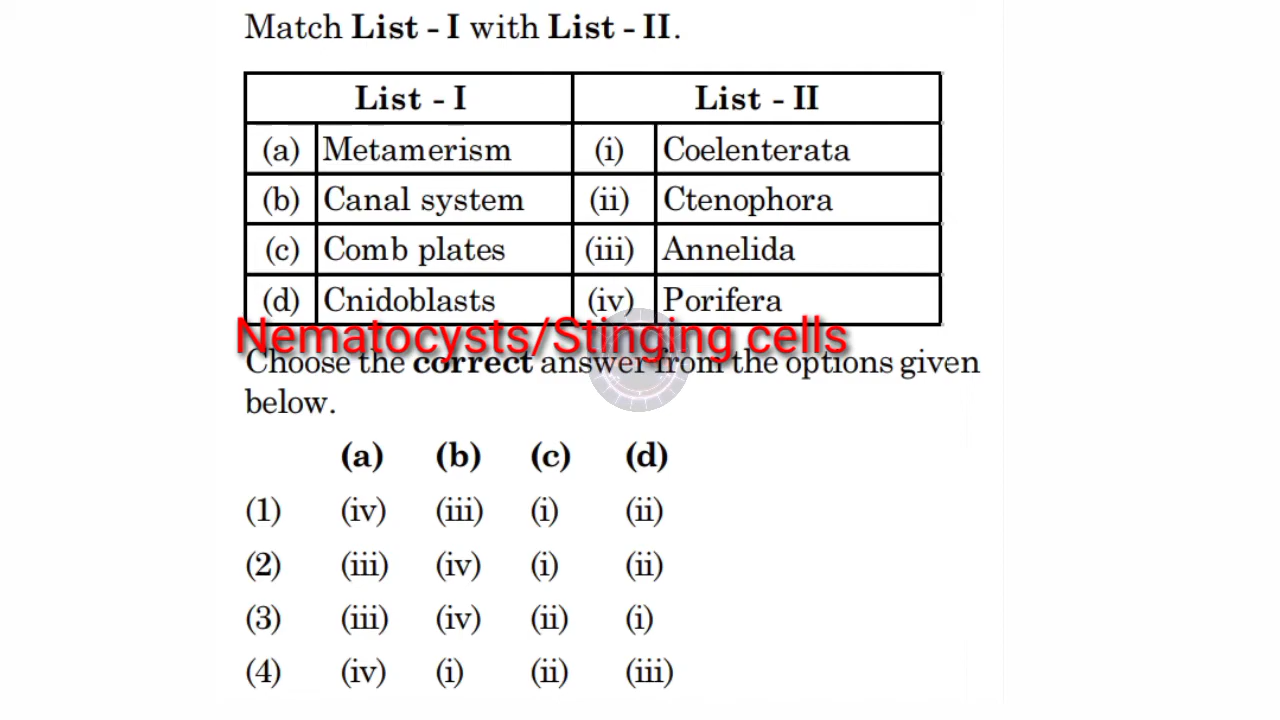 Match List - I with List - II.
List - I List - II
(a) Metamerism (i) Coelenterata
(b) Canal system (ii) Ctenophora
(c) Comb plates (iii) Annelida
(d) Cnidoblasts (iv) Porifera
Nematocysts/Stinging cells
Choose the correct answer from the options given
below.
(a) (b) (c) (d)
(1) (iv) (iii) (i) (ii)
(2) (iii) (iv) (i) (ii)
(3) (iii) (iv) (ii) (i)
(4) (iv) (i) (ii) (iii)